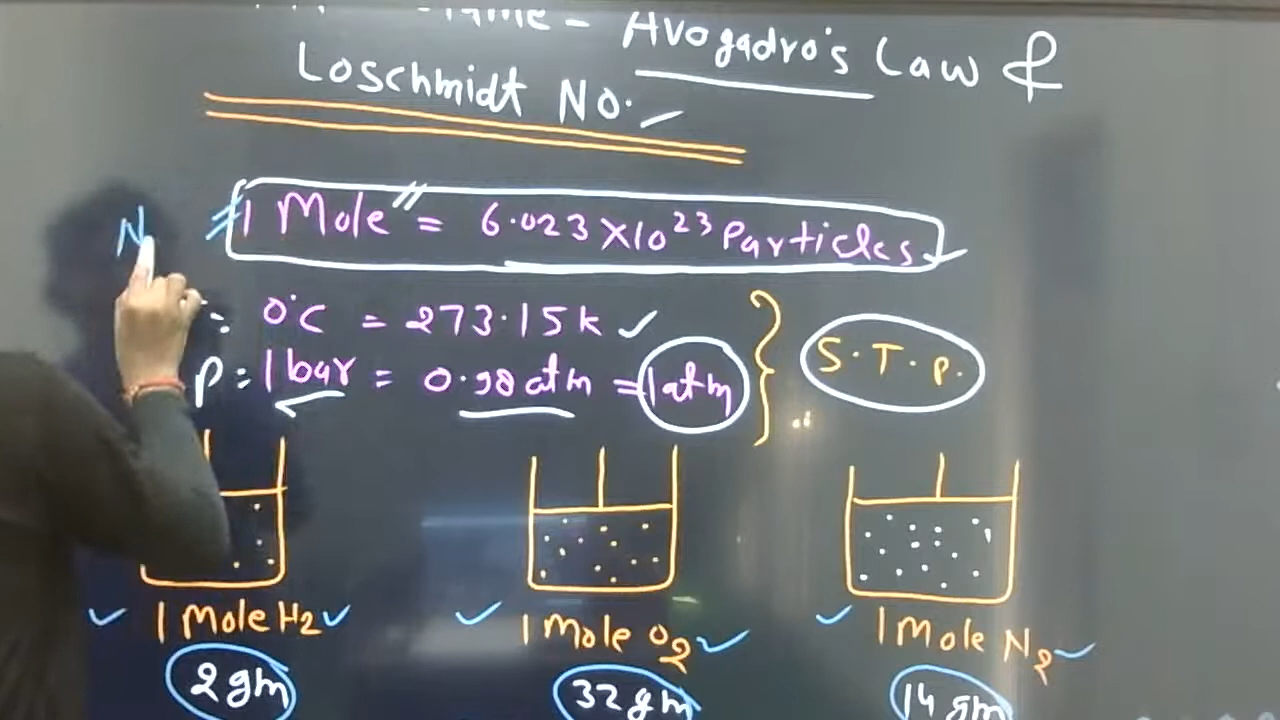 Avogadro's Law &
Loschmidt No.
1 Mole = 6.023 X 10²³ Particles
N
= 0°C = 273.15 K
P = 1 bar = 0.98 atm = 1 atm
S.T.P.
1 Mole H₂
1 Mole O₂
1 Mole N₂
2 gm
32 gm
14 gm